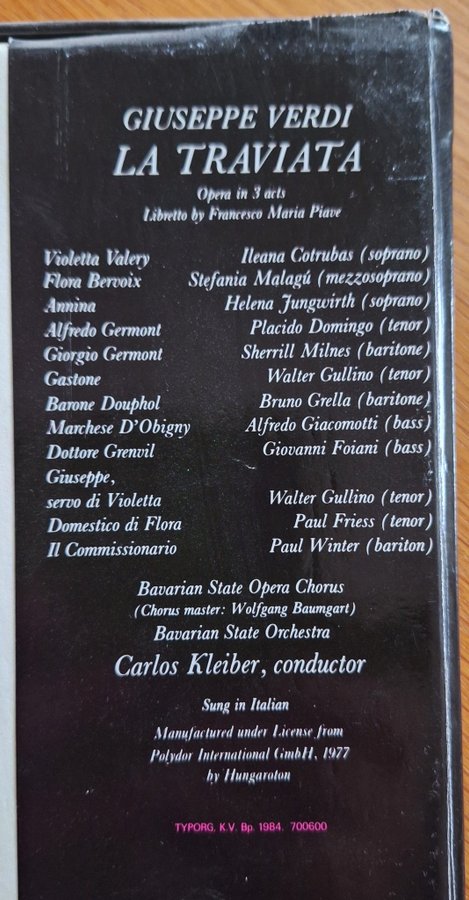 GIUSEPPE VERDI
LA TRAVIATA
Opera in 3 acts
Libretto by Francesco Maria Piave
Violetta Valery Ileana Cotrubas (soprano)
Flora Bervoix Stefania Malagú (mezzosoprano)
Annina Helena Jungwirth (soprano)
Alfredo Germont Placido Domingo (tenor)
Giorgio Germont Sherrill Milnes (baritone)
Gastone Walter Gullino (tenor)
Barone Douphol Bruno Grella (baritone)
Marchese D'Obigny Alfredo Giacomotti (bass)
Dottore Grenvil Giovanni Foiani (bass)
Giuseppe,
servo di Violetta Walter Gullino (tenor)
Domestico di Flora Paul Friess (tenor)
Il Commissionario Paul Winter (bariton)
Bavarian State Opera Chorus
(Chorus master: Wolfgang Baumgart)
Bavarian State Orchestra
Carlos Kleiber, conductor
Sung in Italian
Manufactured under License from
Polydor International GmbH, 1977
by Hungaroton
TYPORG, K.V. Bp. 1984. 700600